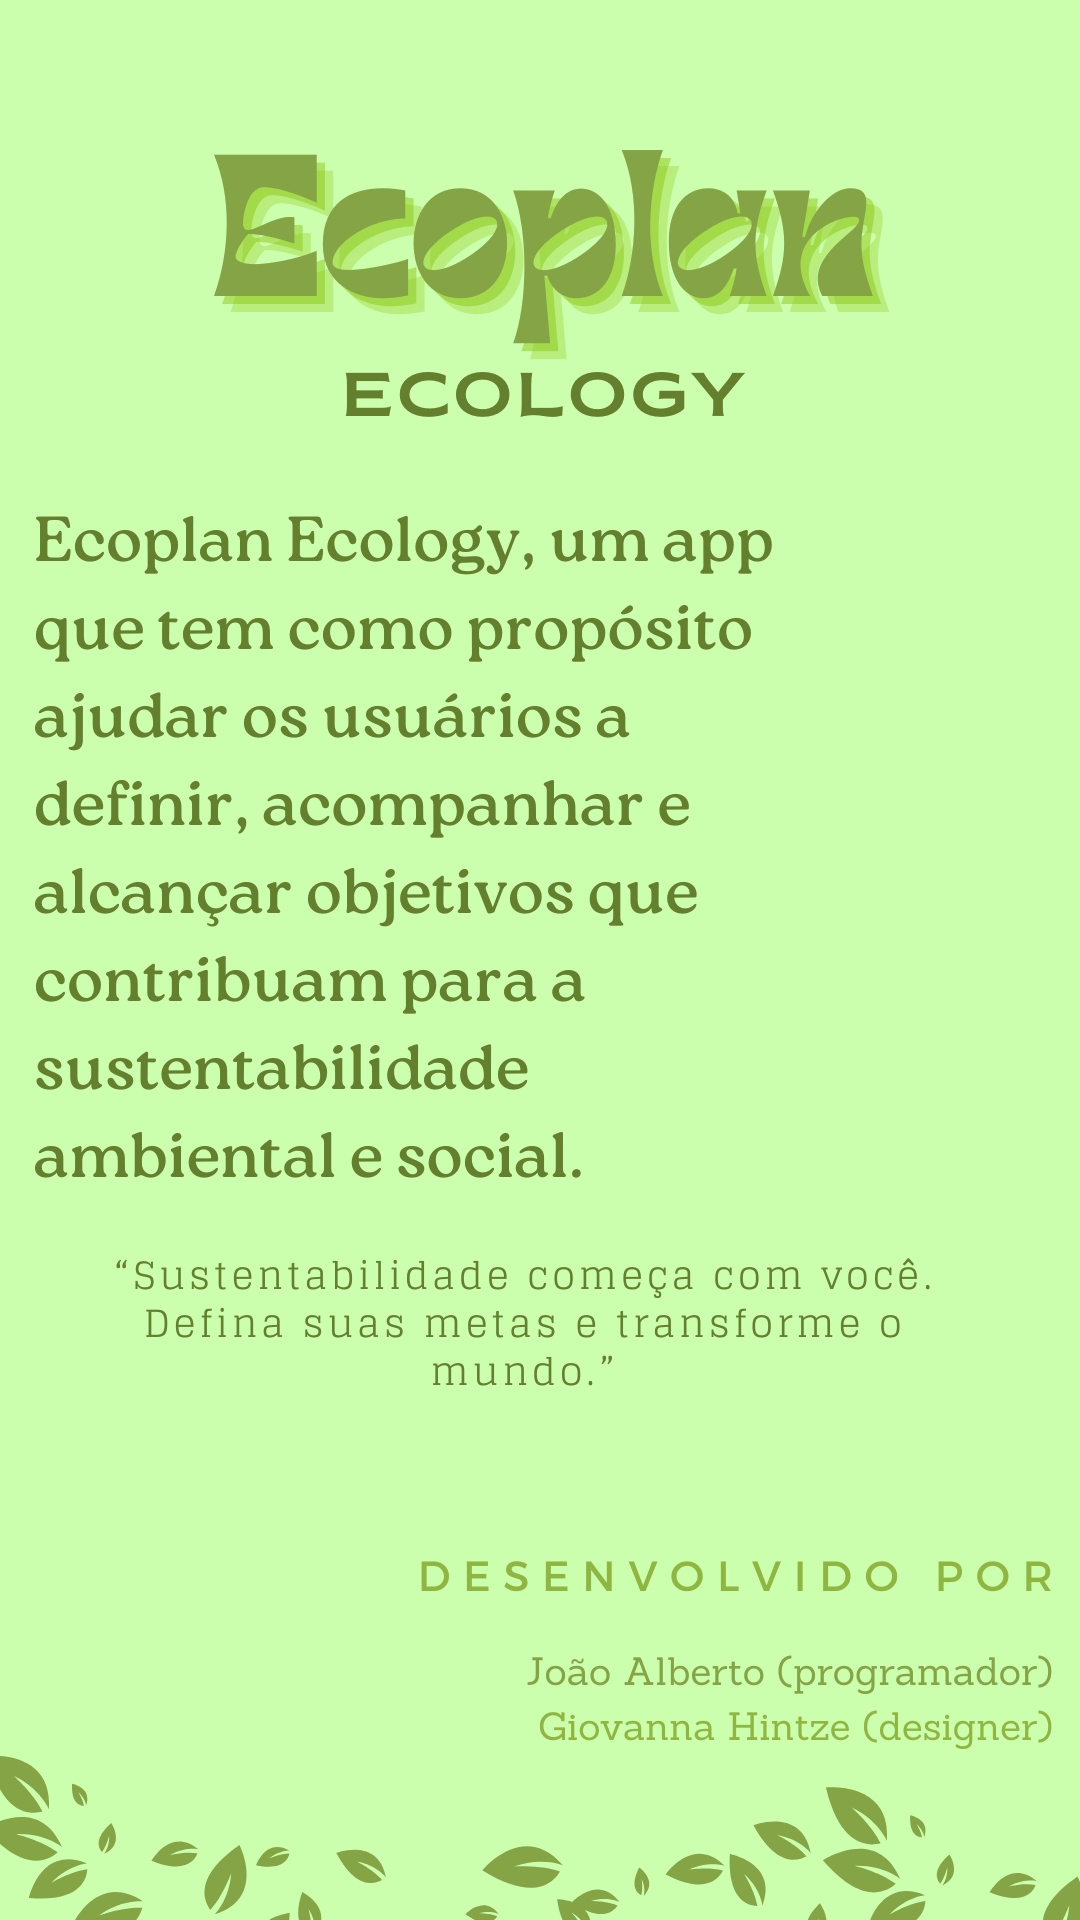 Ecoplan
ECOLOGY
Ecoplan Ecology, um app
que tem como propósito
ajudar os usuários a
definir, acompanhar e
alcançar objetivos que
contribuam para a
sustentabilidade
ambiental e social.
“Sustentabilidade começa com você.
Defina suas metas e transforme o
mundo.”
DESENVOLVIDO POR
João Alberto (programador)
Giovanna Hintze (designer)